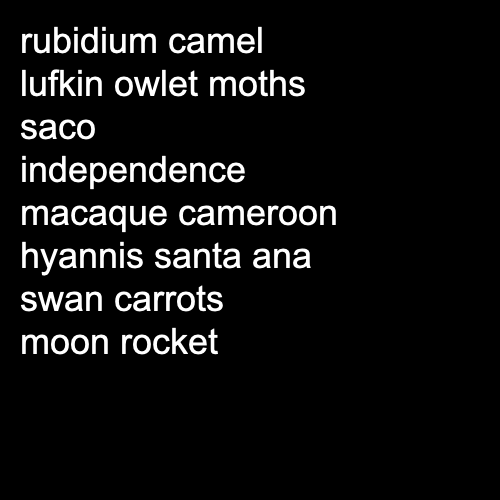 rubidium camel
lufkin owlet moths
saco
independence
macaque cameroon
hyannis santa ana
swan carrots
moon rocket